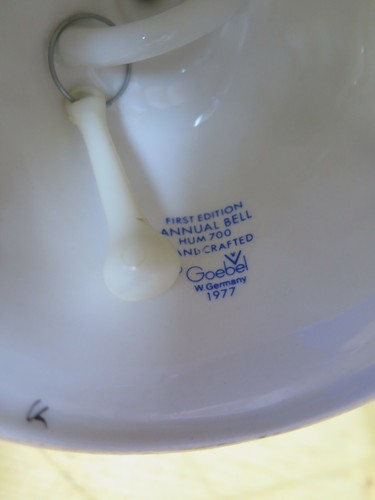 FIRST EDITION
ANNUAL BELL
HUM 700
HANDCRAFTED
Goebel
W.Germany
1977